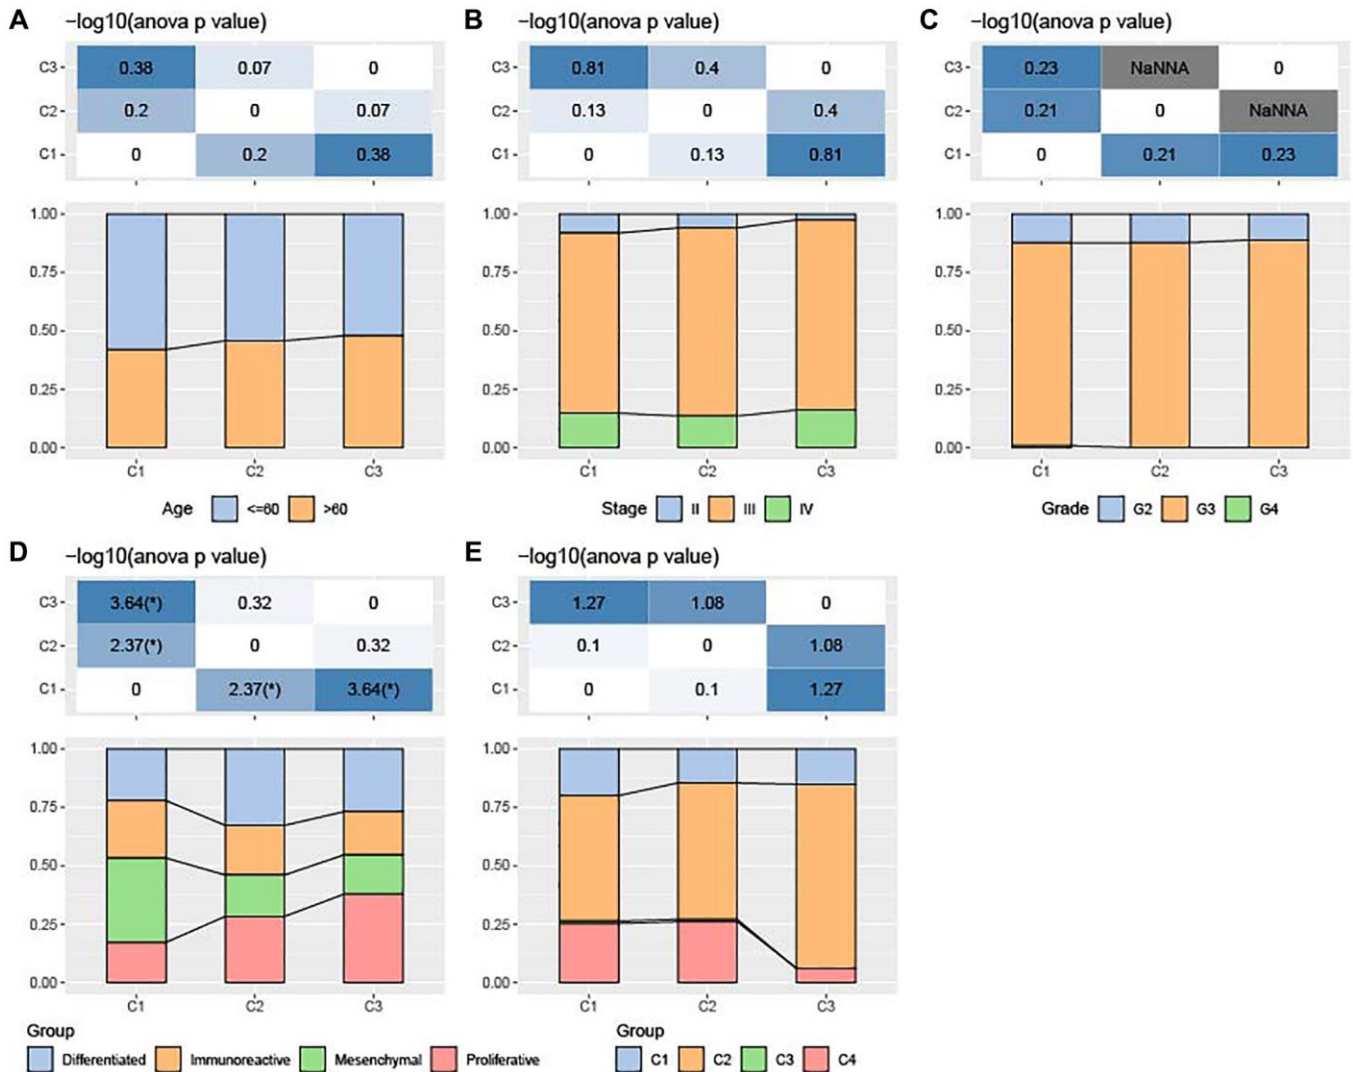 A
−log10(anova p value)
C3 0.38 0.07 0
C2 0.2 0 0.07
C1 0 0.2 0.38
1.00
0.75
0.50
0.25
0.00
C1 C2 C3
Age <=60 >60
B
−log10(anova p value)
C3 0.81 0.4 0
C2 0.13 0 0.4
C1 0 0.13 0.81
1.00
0.75
0.50
0.25
0.00
C1 C2 C3
Stage II III IV
C
−log10(anova p value)
C3 0.23 NaNNA 0
C2 0.21 0 NaNNA
C1 0 0.21 0.23
1.00
0.75
0.50
0.25
0.00
C1 C2 C3
Grade G2 G3 G4
D
−log10(anova p value)
C3 3.64(*) 0.32 0
C2 2.37(*) 0 0.32
C1 0 2.37(*) 3.64(*)
1.00
0.75
0.50
0.25
0.00
C1 C2 C3
Group
Differentiated Immunoreactive Mesenchymal Proliferative
E
−log10(anova p value)
C3 1.27 1.08 0
C2 0.1 0 1.08
C1 0 0.1 1.27
1.00
0.75
0.50
0.25
0.00
C1 C2 C3
Group
C1 C2 C3 C4